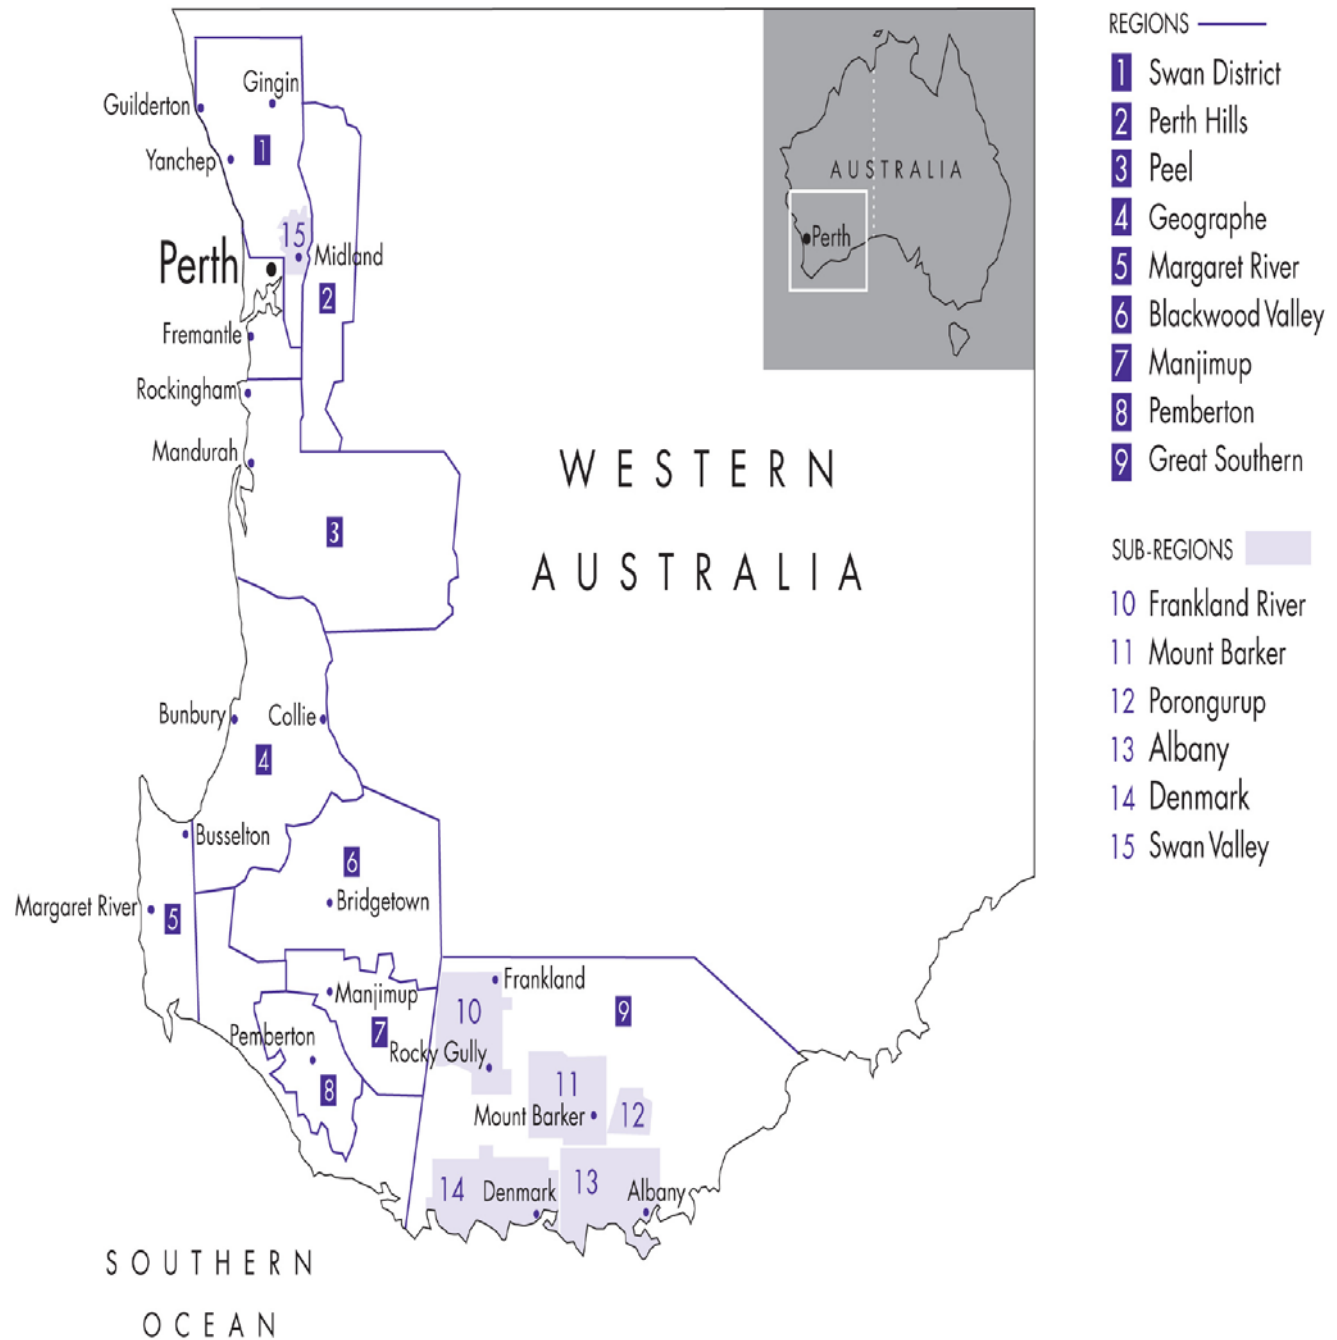 Gingin
Guilderton
1
Yanchep
15
Perth
Midland
2
Fremantle
Rockingham
Mandurah
3
Bunbury
Collie
4
Busselton
6
Bridgetown
Margaret River
5
Frankland
Manjimup
10
9
Pemberton
7
Rocky Gully
8
11
Mount Barker
12
14
Denmark
13
Albany
WESTERN
AUSTRALIA
SOUTHERN
OCEAN
AUSTRALIA
Perth
REGIONS
1 Swan District
2 Perth Hills
3 Peel
4 Geographe
5 Margaret River
6 Blackwood Valley
7 Manjimup
8 Pemberton
9 Great Southern
SUB-REGIONS
10 Frankland River
11 Mount Barker
12 Porongurup
13 Albany
14 Denmark
15 Swan Valley